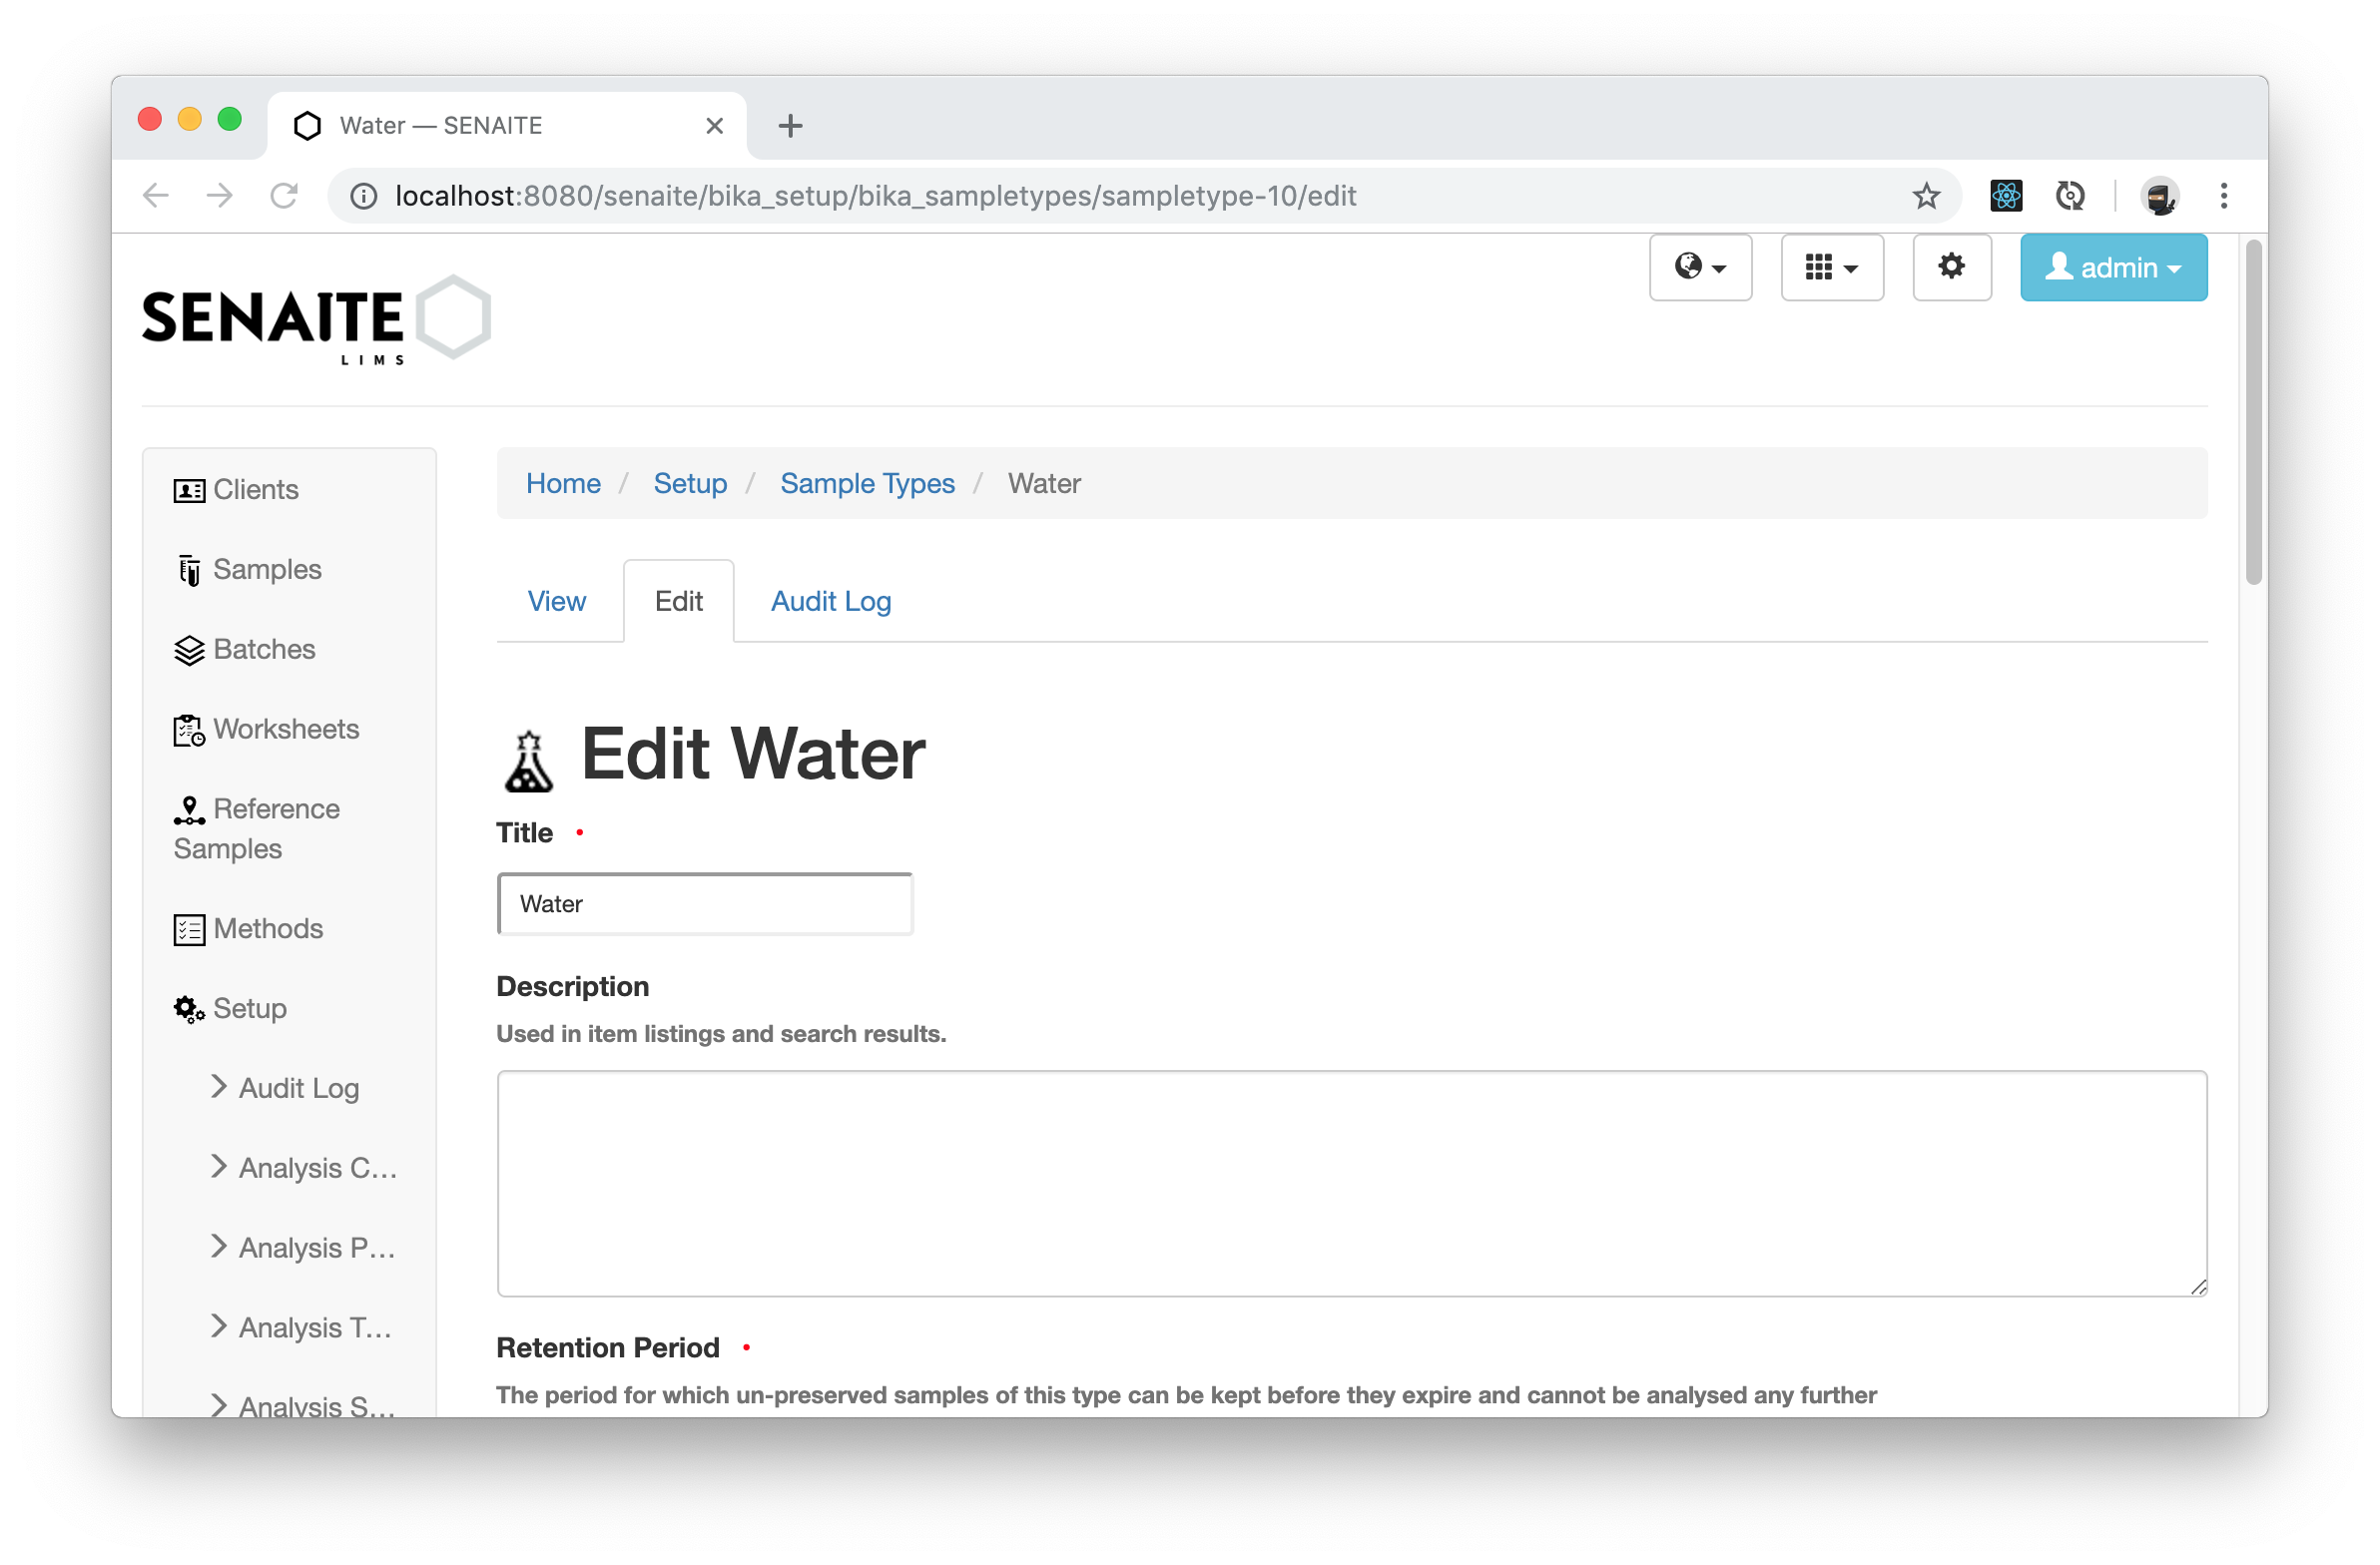 Water — SENAITE
localhost:8080/senaite/bika_setup/bika_sampletypes/sampletype-10/edit
SENAITE
LIMS
admin
Clients
Samples
Batches
Worksheets
Reference
Samples
Methods
Setup
Audit Log
Analysis C...
Analysis P...
Analysis T...
Analysis S...
Home / Setup / Sample Types / Water
View
Edit
Audit Log
Edit Water
Title
Water
Description
Used in item listings and search results.
Retention Period
The period for which un-preserved samples of this type can be kept before they expire and cannot be analysed any further